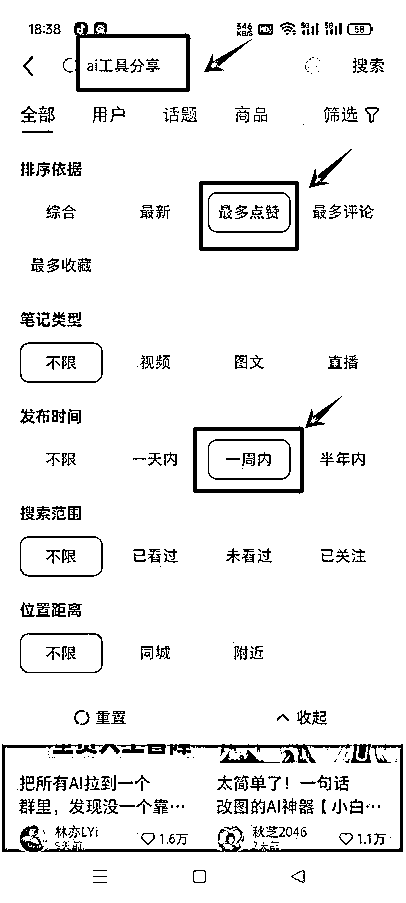 18:38 346 KB/S HD 5G 5G 58
ai工具分享 搜索
全部 用户 话题 商品 筛选
排序依据
综合 最新 最多点赞 最多评论
最多收藏
笔记类型
不限 视频 图文 直播
发布时间
不限 一天内 一周内 半年内
搜索范围
不限 已看过 未看过 已关注
位置距离
不限 同城 附近
重置 收起
把所有AI拉到一个 太简单了！一句话
群里，发现没一个靠… 改图的AI神器【小白…
林亦LYi 1.6万 秋芝2046 1.1万
5天前 2天前